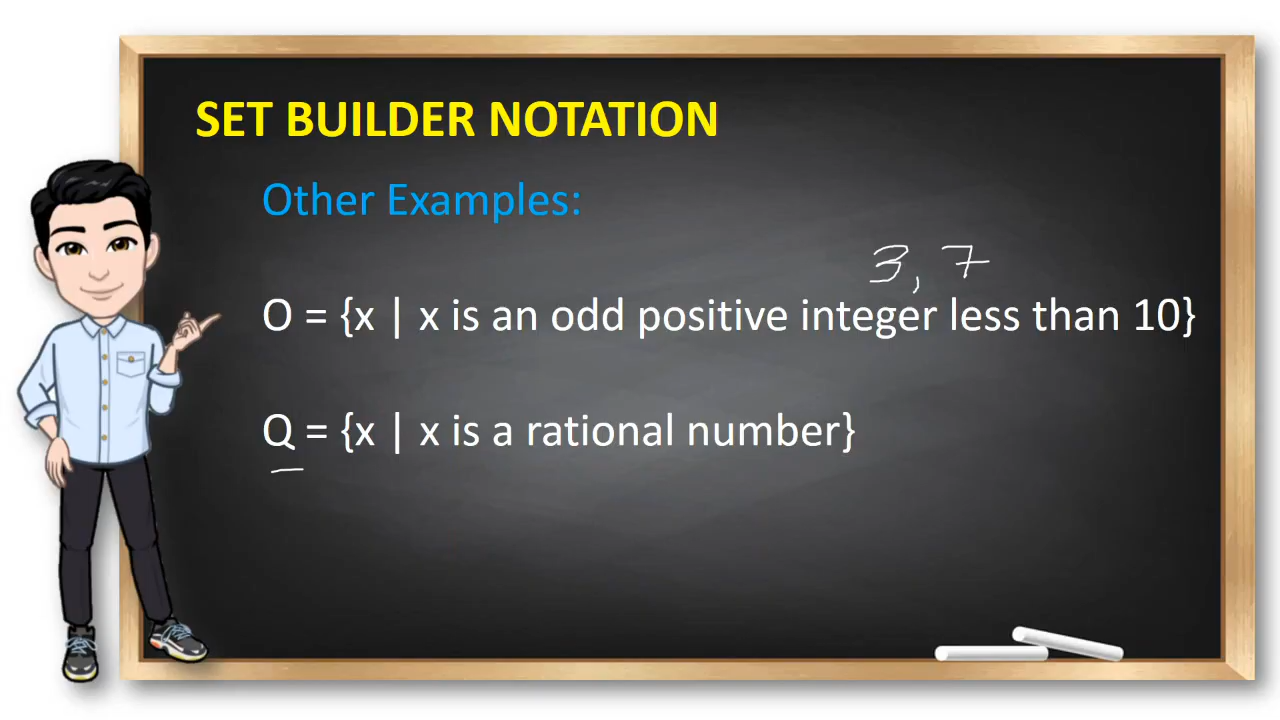 SET BUILDER NOTATION
Other Examples:
3, 7
O = {x | x is an odd positive integer less than 10}
Q = {x | x is a rational number}